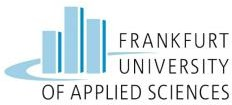 FRANKFURT
UNIVERSITY
OF APPLIED SCIENCES